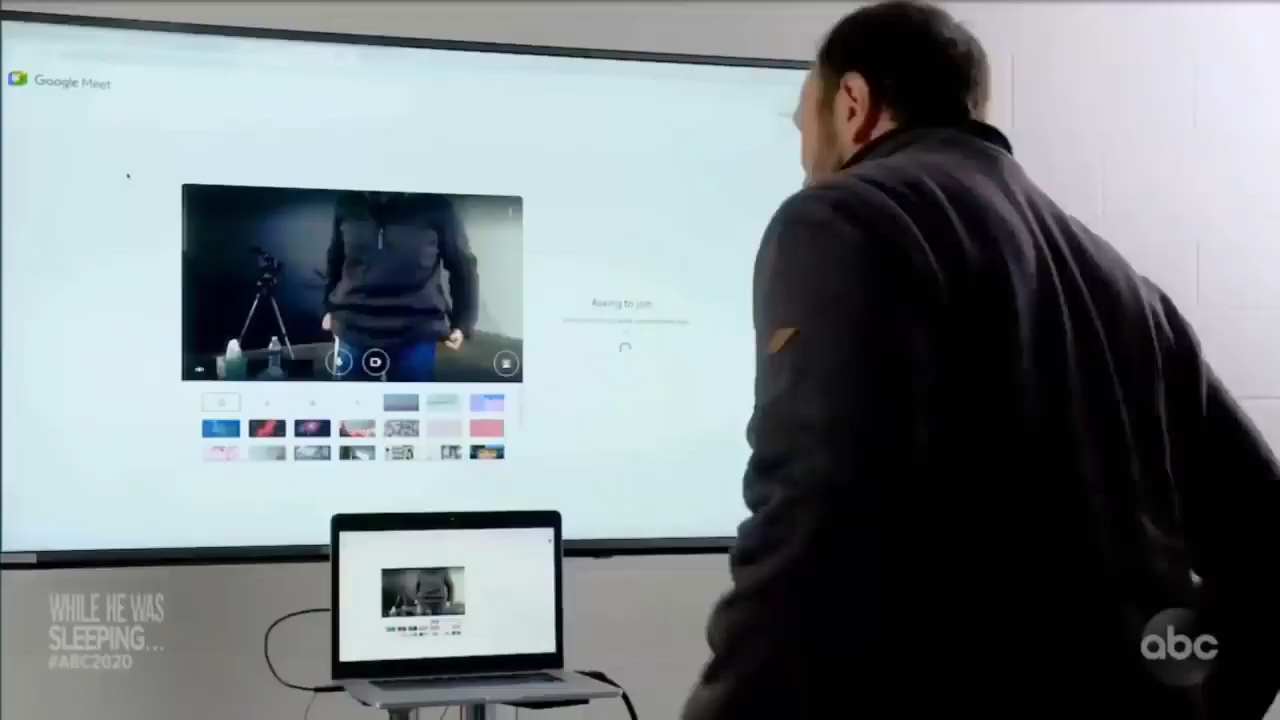 Google Meet
Asking to join
WHILE HE WAS
SLEEPING...
#ABC2020
abc